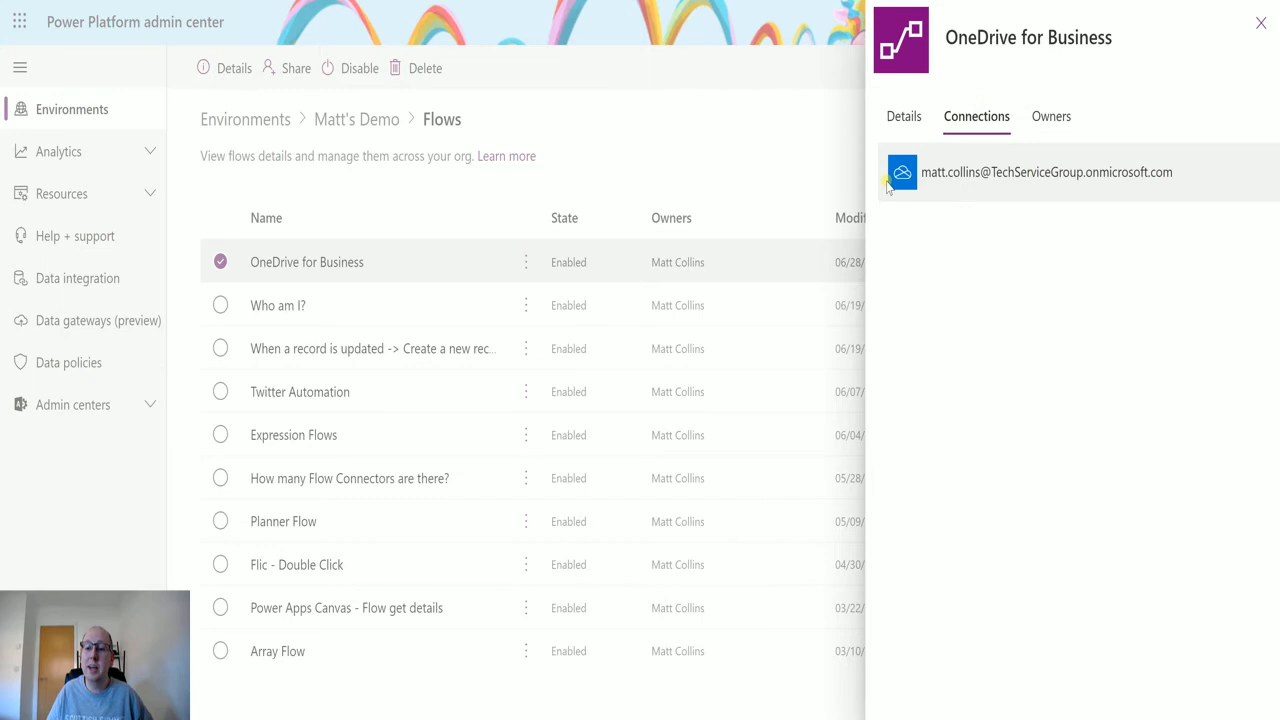 Power Platform admin center
Details
Share
Disable
Delete
Environments
Analytics
Resources
Help + support
Data integration
Data gateways (preview)
Data policies
Admin centers
Environments > Matt's Demo > Flows
View flows details and manage them across your org. Learn more
Name State Owners Modif
OneDrive for Business Enabled Matt Collins 06/28/
Who am I? Enabled Matt Collins 06/19/
When a record is updated -> Create a new rec... Enabled Matt Collins 06/19/
Twitter Automation Enabled Matt Collins 06/07/
Expression Flows Enabled Matt Collins 06/04/
How many Flow Connectors are there? Enabled Matt Collins 05/28/
Planner Flow Enabled Matt Collins 05/09/
Flic - Double Click Enabled Matt Collins 04/30/
Power Apps Canvas - Flow get details Enabled Matt Collins 03/22/
Array Flow Enabled Matt Collins 03/10/
OneDrive for Business
Details Connections Owners
matt.collins@TechServiceGroup.onmicrosoft.com